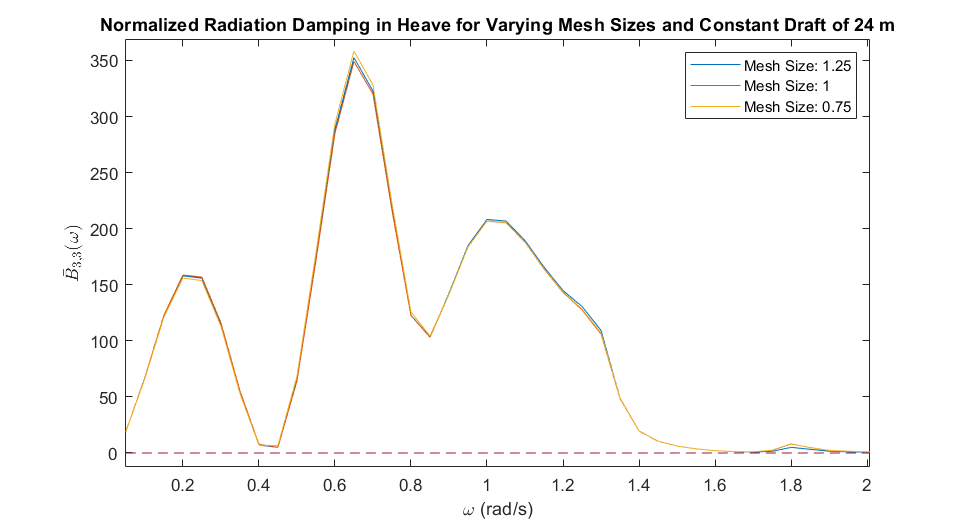 Normalized Radiation Damping in Heave for Varying Mesh Sizes and Constant Draft of 24 m
Mesh Size: 1.25
Mesh Size: 1
Mesh Size: 0.75
350
300
250
200
150
100
50
0
B̄3,3(ω)
0.2 0.4 0.6 0.8 1 1.2 1.4 1.6 1.8 2
ω (rad/s)